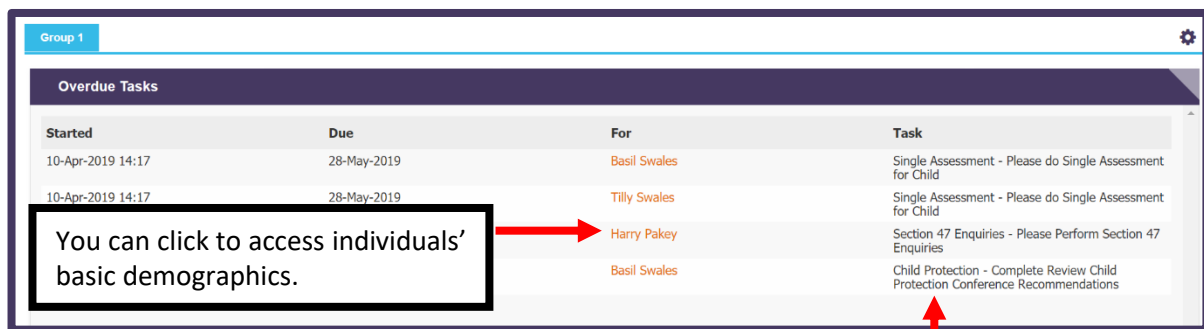 Group 1
Overdue Tasks
Started Due For Task
10-Apr-2019 14:17 28-May-2019 Basil Swales Single Assessment - Please do Single Assessment
for Child
10-Apr-2019 14:17 28-May-2019 Tilly Swales Single Assessment - Please do Single Assessment
for Child
You can click to access individuals’
basic demographics.
Harry Pakey Section 47 Enquiries - Please Perform Section 47
Enquiries
Basil Swales Child Protection - Complete Review Child
Protection Conference Recommendations